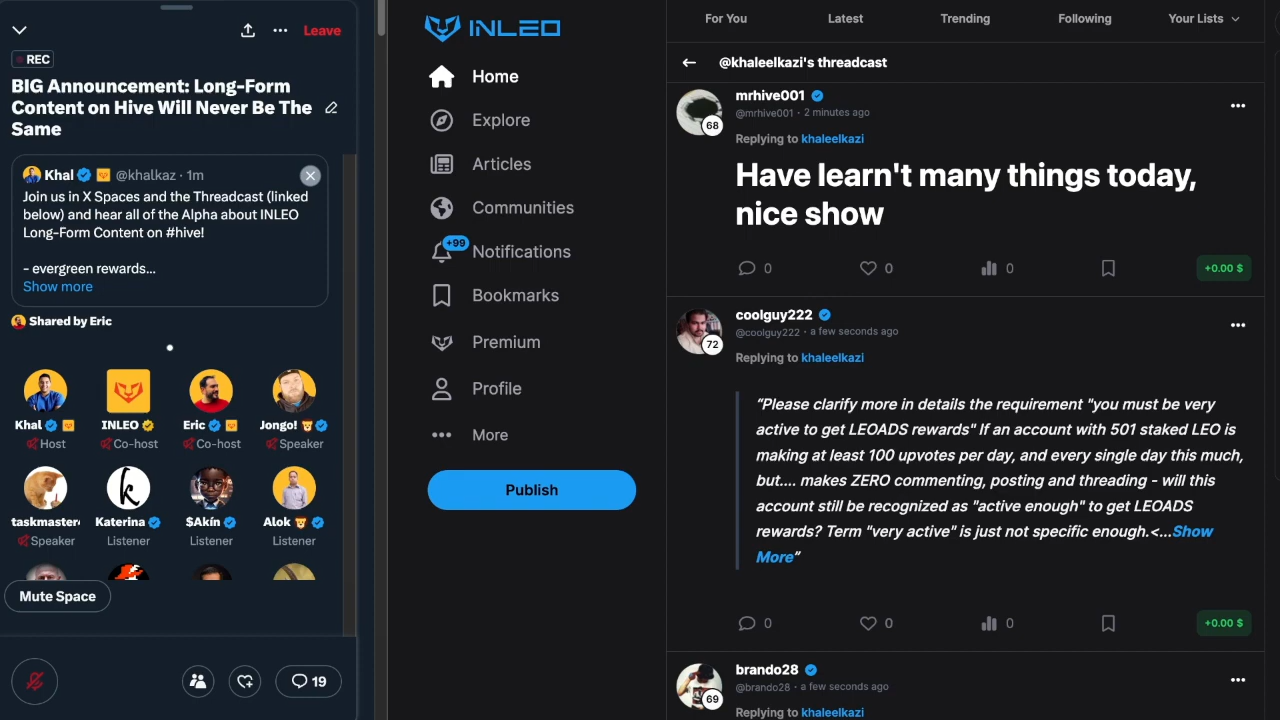 Leave
REC
BIG Announcement: Long-Form
Content on Hive Will Never Be The
Same
Khal @khalkaz · 1m
Join us in X Spaces and the Threadcast (linked
below) and hear all of the Alpha about INLEO
Long-Form Content on #hive!
- evergreen rewards...
Show more
Shared by Eric
Khal INLEO Eric Jongo!
Host Co-host Co-host Speaker
taskmaster Katerina $Akín Alok
Speaker Listener Listener Listener
Mute Space
19
INLEO
Home
Explore
Articles
Communities
+99
Notifications
Bookmarks
Premium
Profile
More
Publish
For You Latest Trending Following Your Lists
@khaleelkazi's threadcast
mrhive001
@mrhive001 · 2 minutes ago
68
Replying to khaleelkazi
Have learn't many things today,
nice show
0 0 0 +0.00 $
coolguy222
@coolguy222 · a few seconds ago
72
Replying to khaleelkazi
“Please clarify more in details the requirement "you must be very
active to get LEOADS rewards" If an account with 501 staked LEO is
making at least 100 upvotes per day, and every single day this much,
but.... makes ZERO commenting, posting and threading - will this
account still be recognized as "active enough" to get LEOADS
rewards? Term "very active" is just not specific enough.<...Show
More”
0 0 0 +0.00 $
brando28
@brando28 · a few seconds ago
69
Replying to khaleelkazi